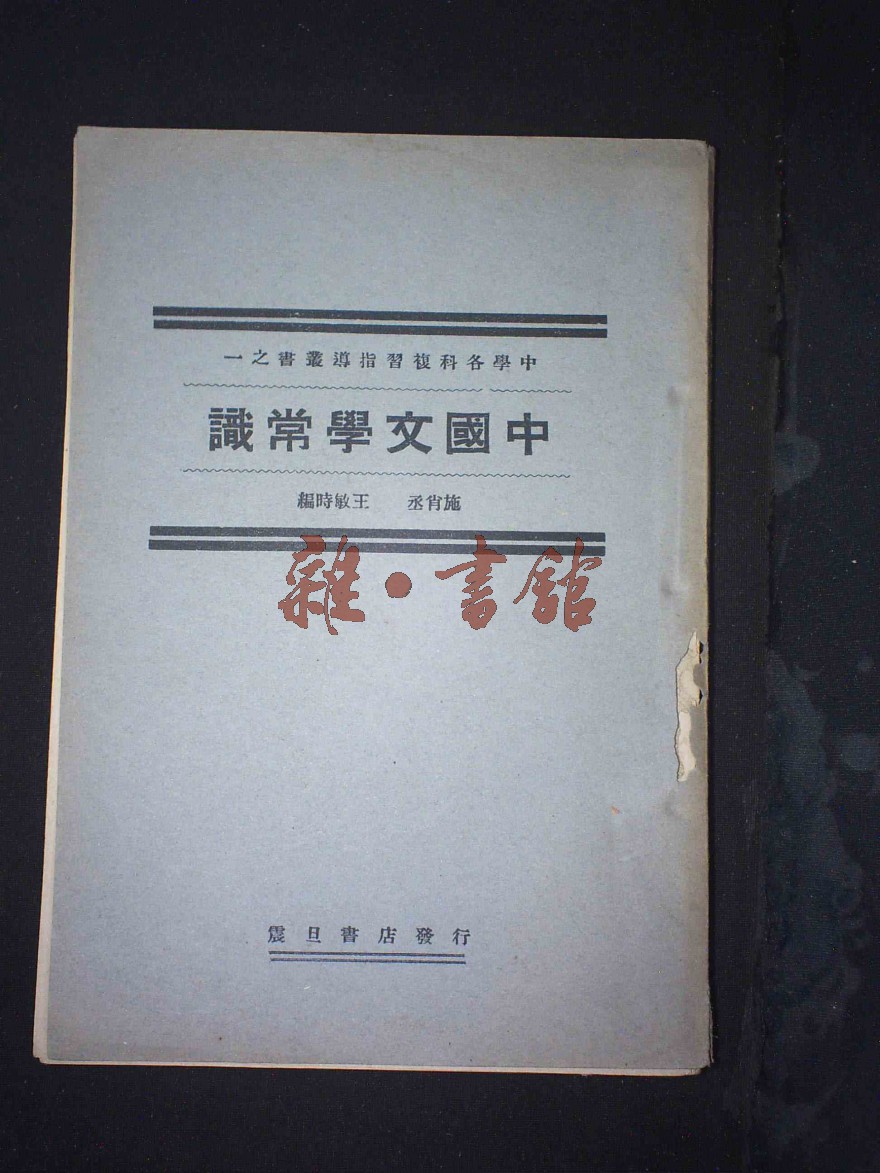 中學各科複習指導叢書之一
中國文學常識
施肖丞 王敏時編
雜·書館
震旦書店發行